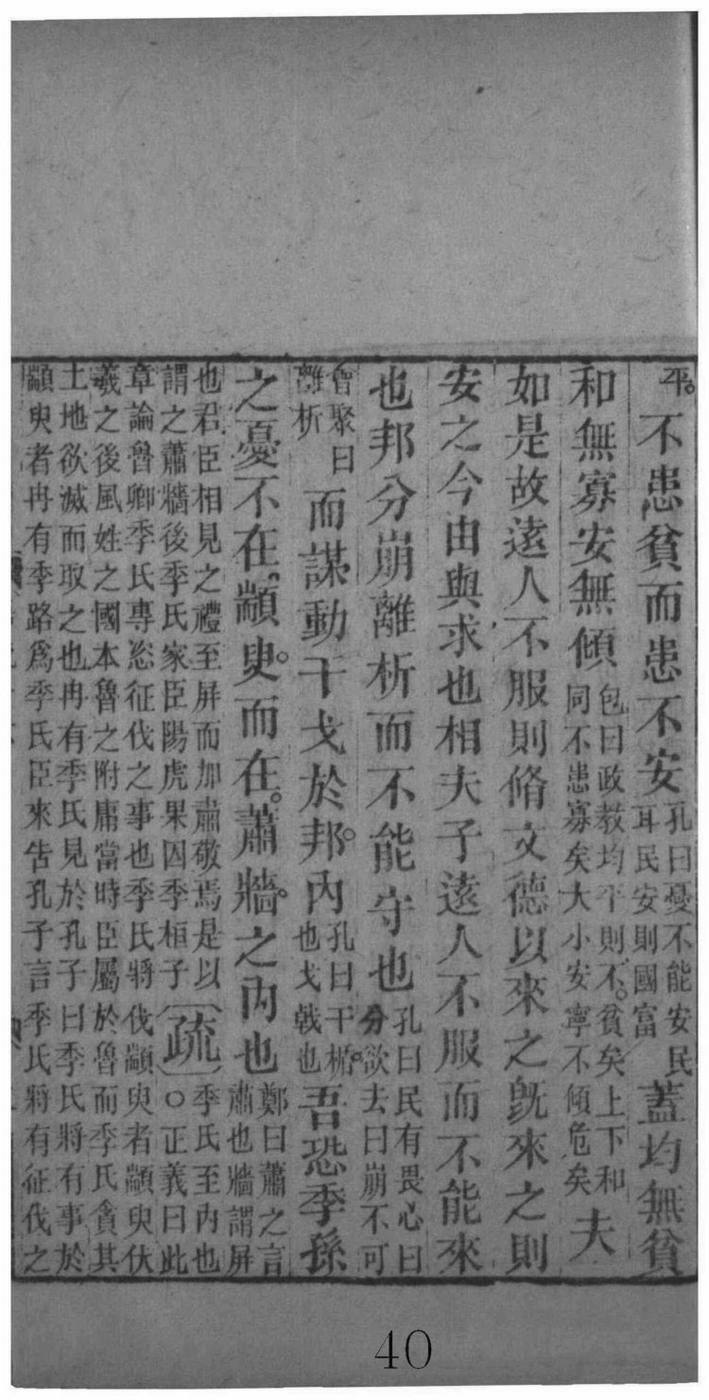 平。不患貧而患不安孔曰憂不能安民耳民安則國富蓋均無貧
和無寡安無傾包曰政教均平則不。貧矣上下和同不患寡矣大小安寧不傾危矣夫
如是故遠人不服則脩文德以來之既來之則
安之今由與求也相夫子遠人不服而不能來
也邦分崩離析而不能守也孔曰民有畏心曰分欲去曰崩不可
會聚曰離析而謀動干戈於邦。內孔曰干楯。也戈戟也吾恐季孫
之憂不在。顓臾。而在。蕭牆。之內也鄭曰蕭之言肅也牆謂屏
也君臣相見之禮至屏而加肅敬焉是以謂之蕭牆後季氏家臣陽虎果囚季桓子〔疏〕季氏至內也○正義曰此
章論魯卿季氏專恣征伐之事也季氏將伐顓臾者顓臾伏
羲之後風姓之國本魯之附庸當時臣屬於魯而季氏貪其
土地欲滅而取之也冉有季氏見於孔子曰季氏將有事於
顓臾者冉有季路爲季氏臣來告孔子言季氏將有征伐之
40